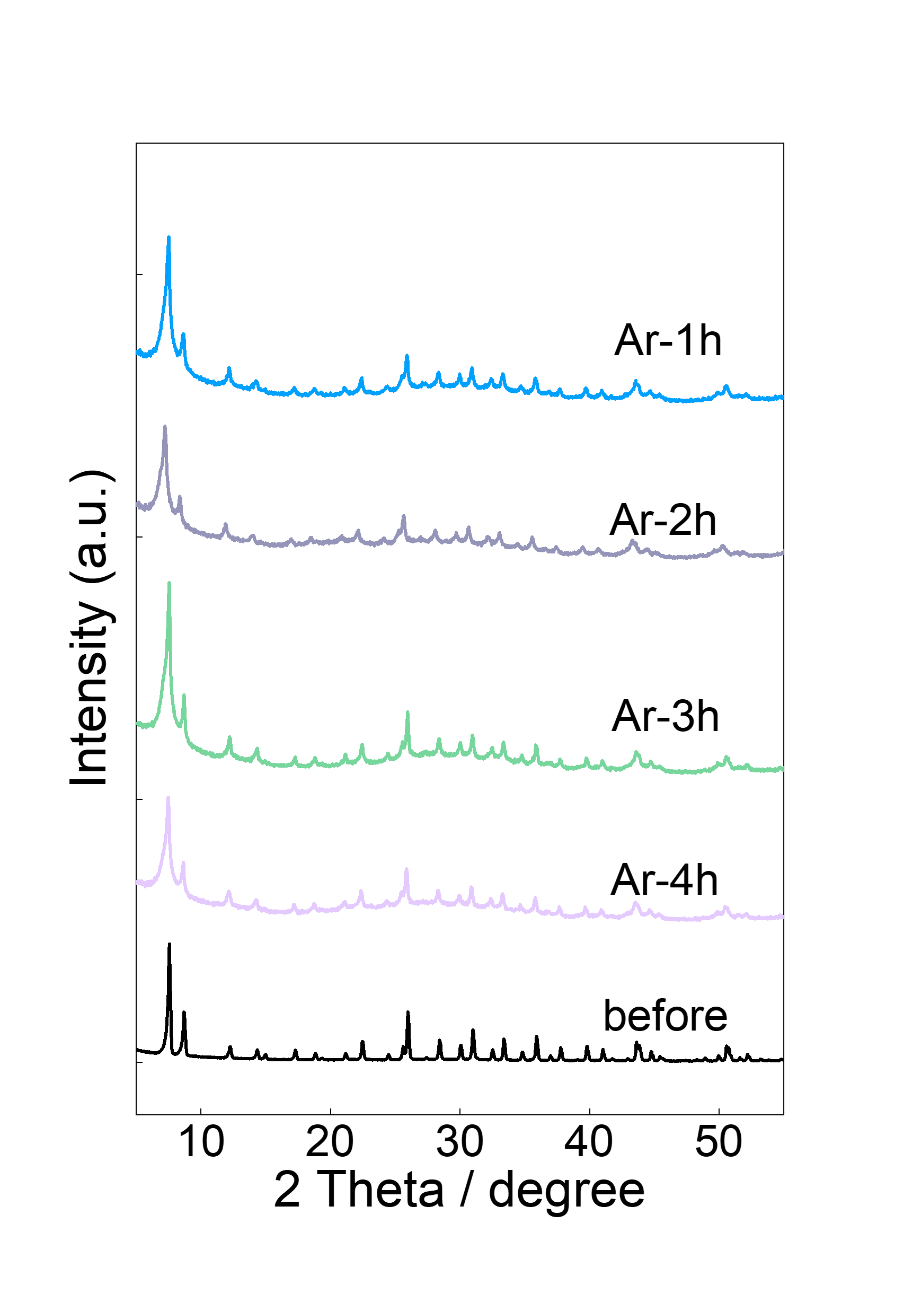 Ar-1h
Ar-2h
Ar-3h
Ar-4h
before
Intensity (a.u.)
10 20 30 40 50
2 Theta / degree